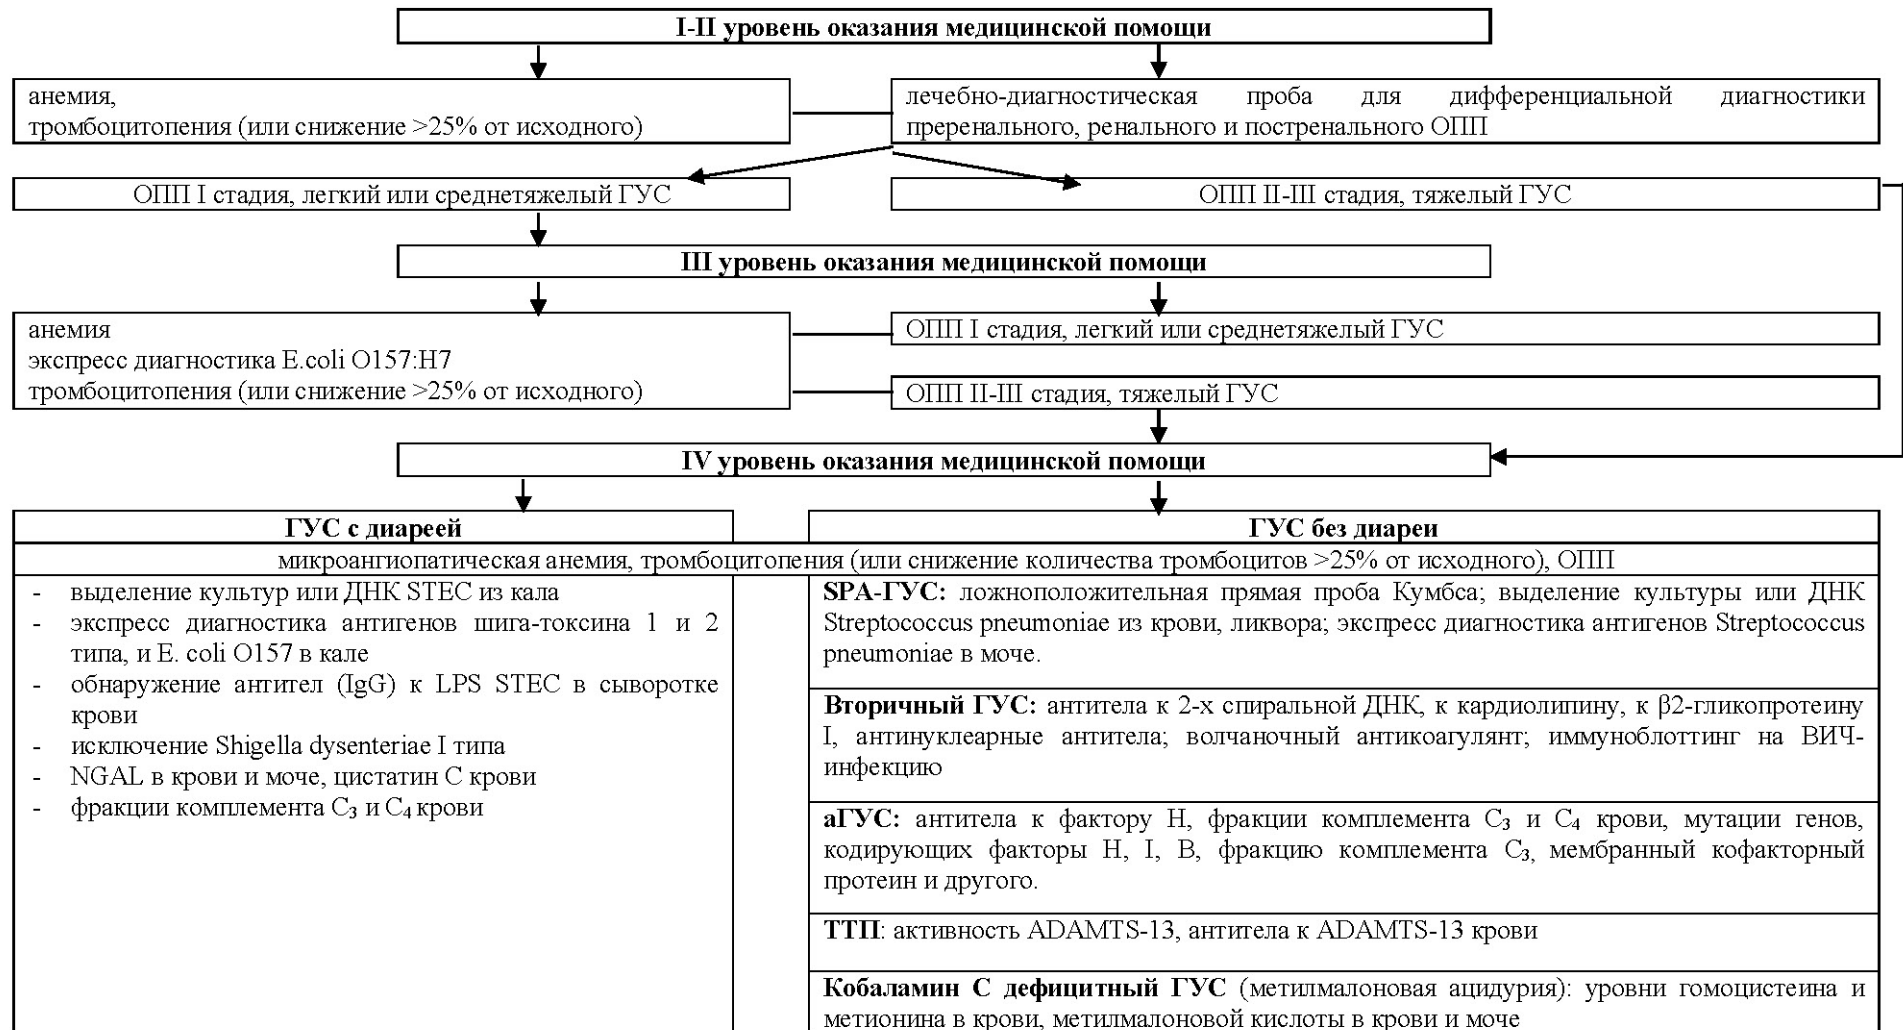 I-II уровень оказания медицинской помощи
анемия,
тромбоцитопения (или снижение >25% от исходного)
лечебно-диагностическая проба для дифференциальной диагностики
преренального, ренального и постренального ОПП
ОПП I стадия, легкий или среднетяжелый ГУС
ОПП II-III стадия, тяжелый ГУС
III уровень оказания медицинской помощи
анемия
экспресс диагностика E.coli O157:H7
тромбоцитопения (или снижение >25% от исходного)
ОПП I стадия, легкий или среднетяжелый ГУС
ОПП II-III стадия, тяжелый ГУС
IV уровень оказания медицинской помощи
ГУС с диареей
ГУС без диареи
микроангиопатическая анемия, тромбоцитопения (или снижение количества тромбоцитов >25% от исходного), ОПП
- выделение культур или ДНК STEC из кала
- экспресс диагностика антигенов шига-токсина 1 и 2
типа, и E. coli O157 в кале
- обнаружение антител (IgG) к LPS STEC в сыворотке
крови
- исключение Shigella dysenteriae I типа
- NGAL в крови и моче, цистатин С крови
- фракции комплемента C₃ и C₄ крови
SPA-ГУС: ложноположительная прямая проба Кумбса; выделение культуры или ДНК
Streptococcus pneumoniae из крови, ликвора; экспресс диагностика антигенов Streptococcus
pneumoniae в моче.
Вторичный ГУС: антитела к 2-х спиральной ДНК, к кардиолипину, к β2-гликопротеину
I, антинуклеарные антитела; волчаночный антикоагулянт; иммуноблоттинг на ВИЧ-
инфекцию
аГУС: антитела к фактору Н, фракции комплемента C₃ и C₄ крови, мутации генов,
кодирующих факторы H, I, B, фракцию комплемента C₃, мембранный кофакторный
протеин и другого.
ТТП: активность ADAMTS-13, антитела к ADAMTS-13 крови
Кобаламин С дефицитный ГУС (метилмалоновая ацидурия): уровни гомоцистеина и
метионина в крови, метилмалоновой кислоты в крови и моче